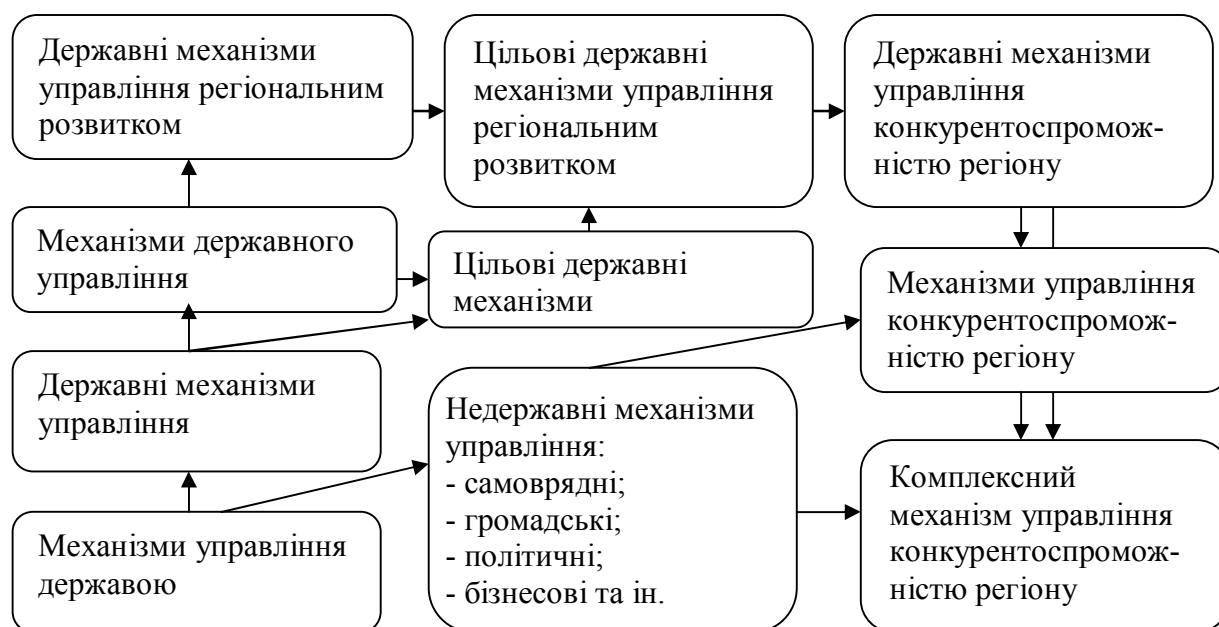 Державні механізми
управління регіональним
розвитком
Цільові державні
механізми управління
регіональним
розвитком
Державні механізми
управління
конкурентоспромож-
ністю регіону
Механізми державного
управління
Цільові державні
механізми
Механізми управління
конкурентоспромож-
ністю регіону
Державні механізми
управління
Недержавні механізми
управління:
- самоврядні;
- громадські;
- політичні;
- бізнесові та ін.
Комплексний
механізм управління
конкурентоспромож-
ністю регіону
Механізми управління
державою